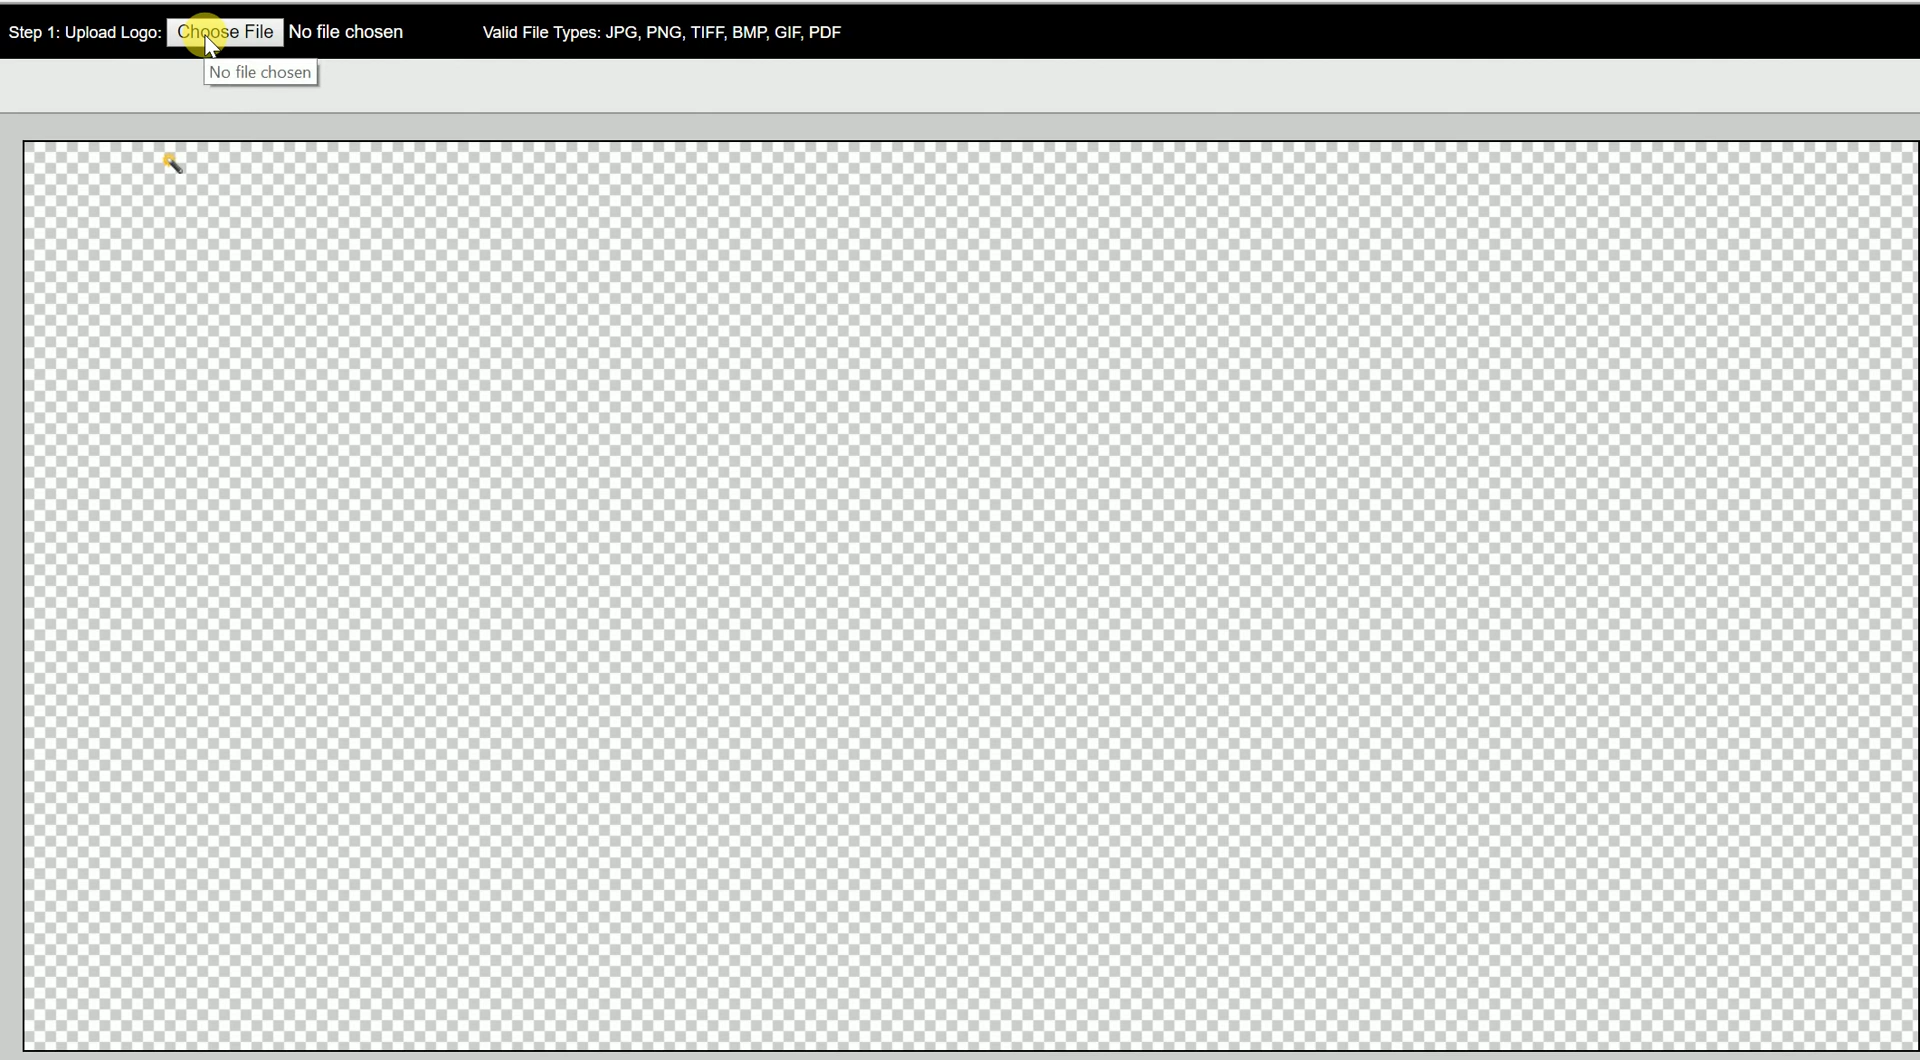 Step 1: Upload Logo: Choose File No file chosen Valid File Types: JPG, PNG, TIFF, BMP, GIF, PDF
No file chosen